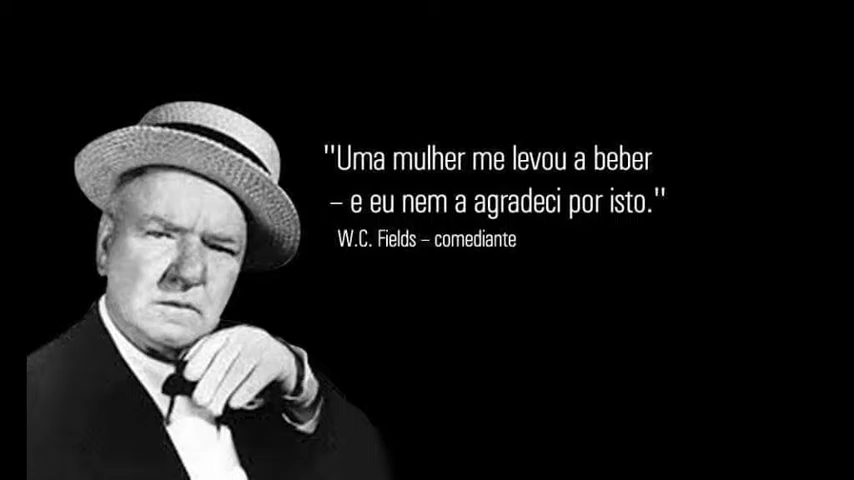 "Uma mulher me levou a beber
– e eu nem a agradeci por isto."
W.C. Fields – comediante